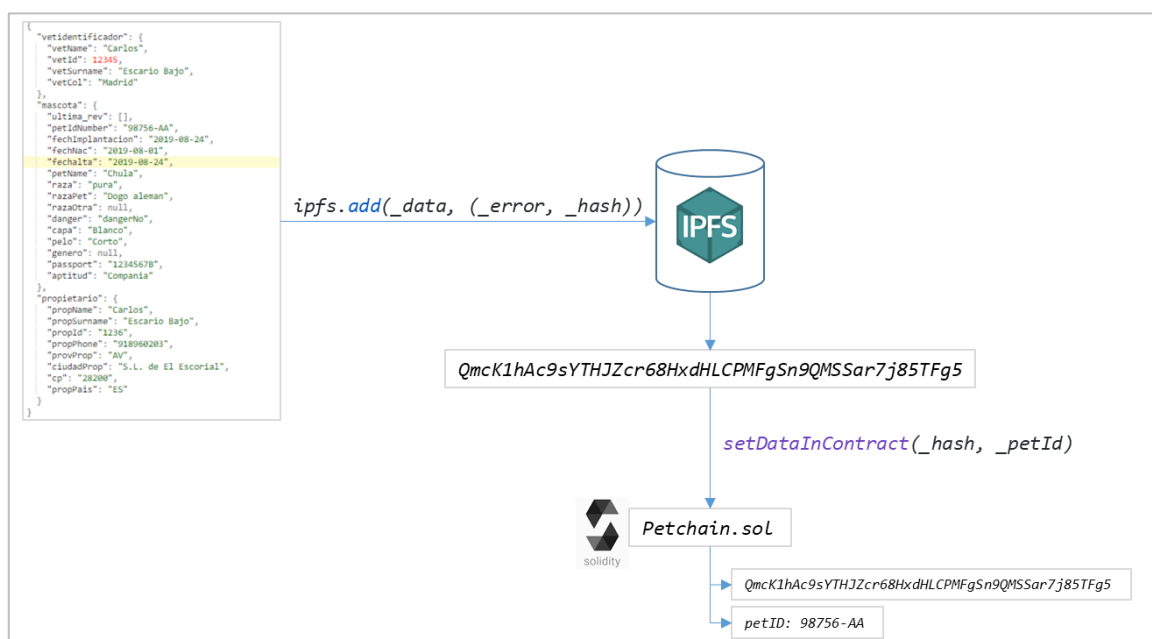 {
"vetidentificador": {
"vetName": "Carlos",
"vetId": 12345,
"vetSurname": "Escario Bajo",
"vetCol": "Madrid"
},
"mascota": {
"ultima_rev": [],
"petIdNumber": "98756-AA",
"fechImplantacion": "2019-08-24",
"fechNac": "2019-08-01",
"fechalta": "2019-08-24",
"petName": "Chula",
"raza": "pura",
"razaPet": "Dogo aleman",
"razaOtra": null,
"danger": "dangerNo",
"capa": "Blanco",
"pelo": "Corto",
"genero": null,
"passport": "12345678",
"aptitud": "Compania"
},
"propietario": {
"propName": "Carlos",
"propSurname": "Escario Bajo",
"propId": "1236",
"propPhone": "918960203",
"provProp": "AV",
"ciudadProp": "S.L. de El Escorial",
"cp": "28200",
"propPais": "ES"
}
}
ipfs.add(_data, (_error, _hash))
IPFS
QmcK1hAc9sYTHJZcr68HxdHLCPMFgSn9QMSSar7j85TFg5
setDataInContract(_hash, _petId)
solidity
Petchain.sol
QmcK1hAc9sYTHJZcr68HxdHLCPMFgSn9QMSSar7j85TFg5
petID: 98756-AA